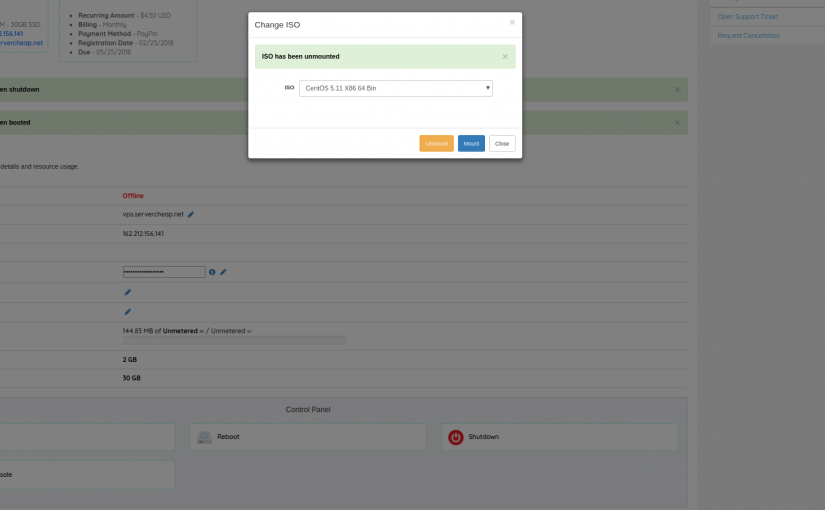 Recurring Amount - $4.50 USD
Billing - Monthly
Payment Method - PayPal
Registration Date - 02/25/2018
Due - 05/25/2018
M - 30GB SSD
2.156.141
rvercheap.net
Open Support Ticket
Request Cancellation
Change ISO
×
ISO has been unmounted
×
ISO
CentOS 5.11 X86 64 Bin
Unmount
Mount
Close
en shutdown
×
en booted
×
details and resource usage.
Offline
vps.servercheap.net
162.212.156.141
144.83 MB of Unmetered ∞ / Unmetered ∞
2 GB
30 GB
Control Panel
Reboot
Shutdown
sole